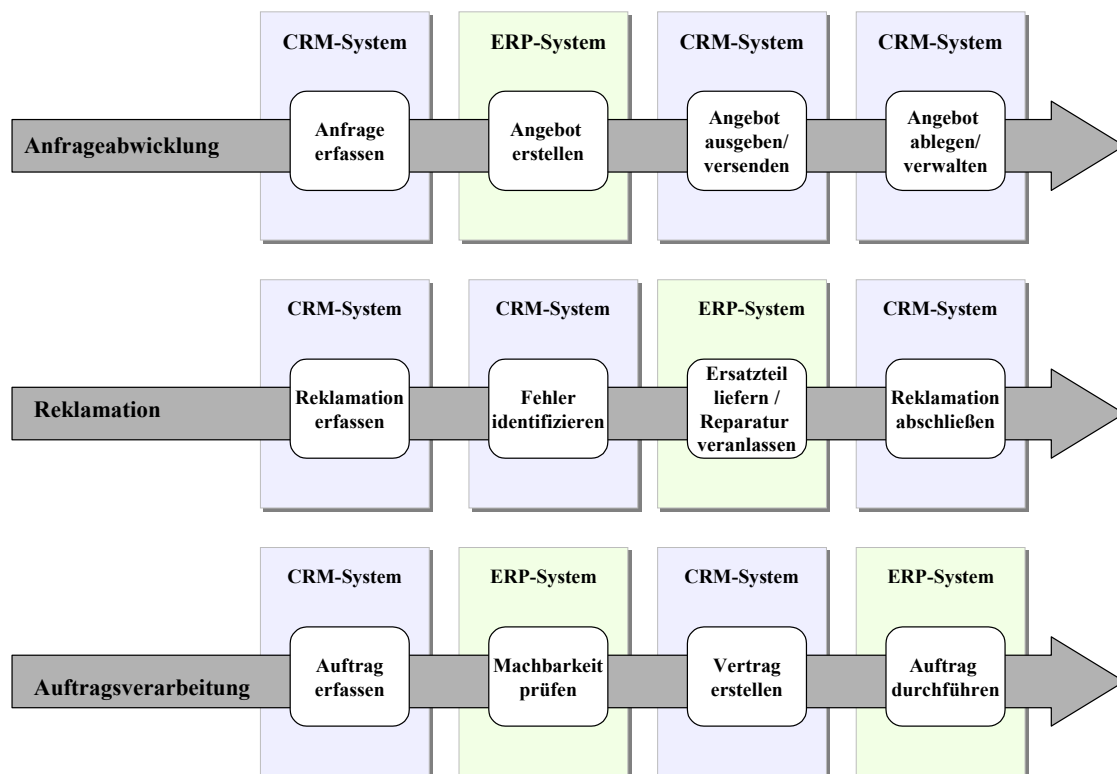 CRM-System
ERP-System
CRM-System
CRM-System
Anfrageabwicklung
Anfrage
erfassen
Angebot
erstellen
Angebot
ausgeben/
versenden
Angebot
ablegen/
verwalten
CRM-System
CRM-System
ERP-System
CRM-System
Reklamation
Reklamation
erfassen
Fehler
identifizieren
Ersatzteil
liefern /
Reparatur
veranlassen
Reklamation
abschließen
CRM-System
ERP-System
CRM-System
ERP-System
Auftragsverarbeitung
Auftrag
erfassen
Machbarkeit
prüfen
Vertrag
erstellen
Auftrag
durchführen